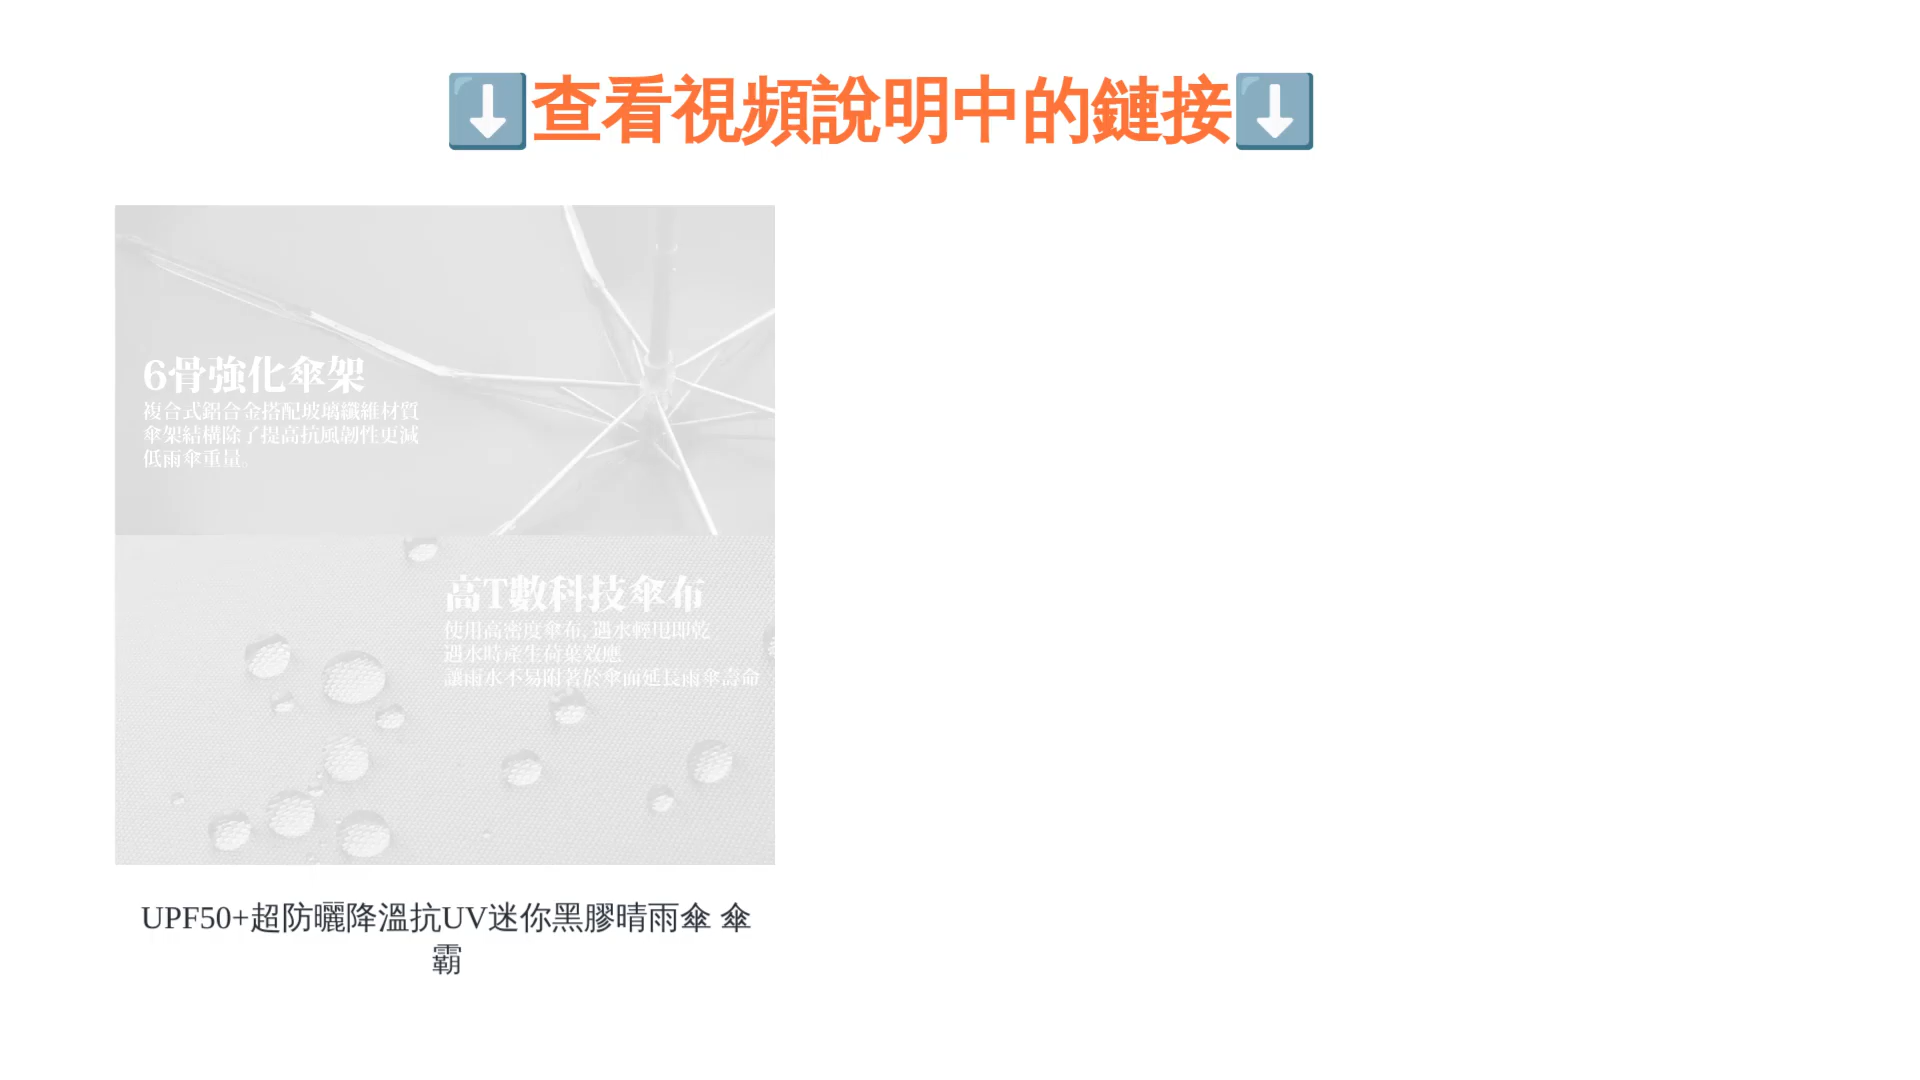 ⬇️查看視頻說明中的鏈接⬇️
6骨強化傘架
複合式鋁合金搭配玻璃纖維材質
傘架結構除了提高抗風韌性更減
低雨傘重量。
高T數科技傘布
使用高密度傘布, 遇水輕甩即乾
遇水時產生荷葉效應
讓雨水不易附著於傘面延長雨傘壽命
UPF50+超防曬降溫抗UV迷你黑膠晴雨傘 傘
霸